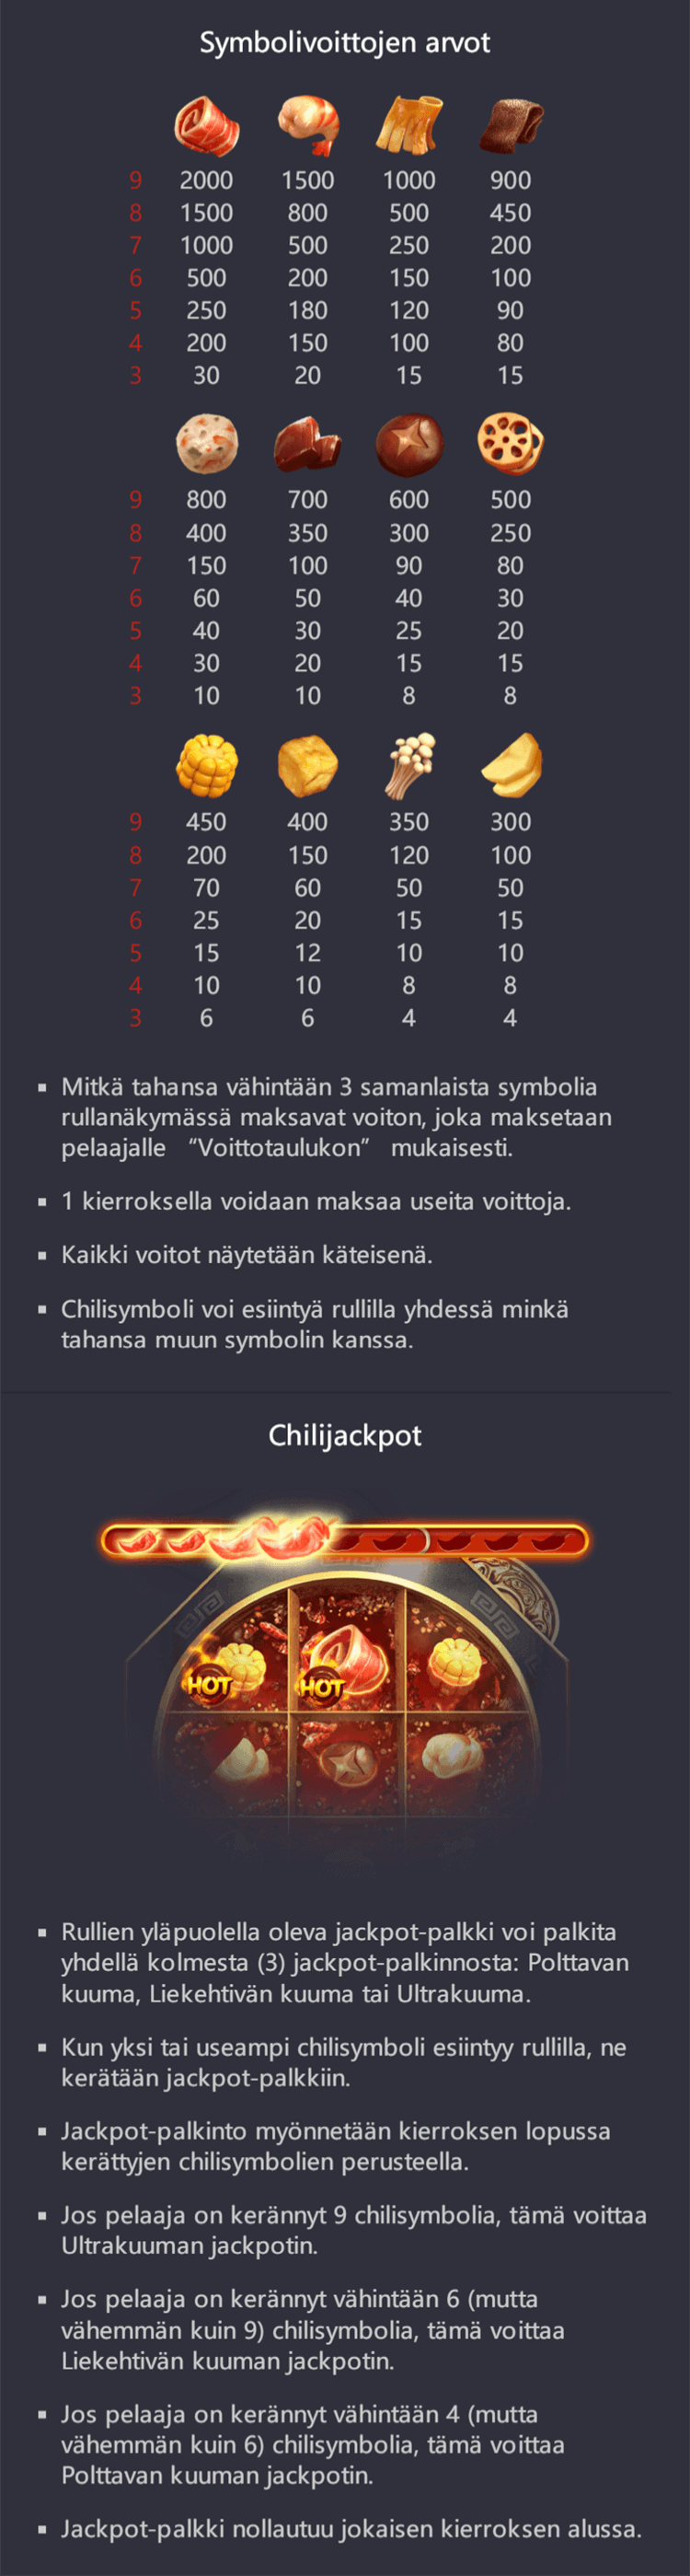 Symbolivoittojen arvot
9 2000 1500 1000 900
8 1500 800 500 450
7 1000 500 250 200
6 500 200 150 100
5 250 180 120 90
4 200 150 100 80
3 30 20 15 15
9 800 700 600 500
8 400 350 300 250
7 150 100 90 80
6 60 50 40 30
5 40 30 25 20
4 30 20 15 15
3 10 10 8 8
9 450 400 350 300
8 200 150 120 100
7 70 60 50 50
6 25 20 15 15
5 15 12 10 10
4 10 10 8 8
3 6 6 4 4
▪ Mitkä tahansa vähintään 3 samanlaista symbolia
rullanäkymässä maksavat voiton, joka maksetaan
pelaajalle “Voittotaulukon” mukaisesti.
▪ 1 kierroksella voidaan maksaa useita voittoja.
▪ Kaikki voitot näytetään käteisenä.
▪ Chilisymboli voi esiintyä rullilla yhdessä minkä
tahansa muun symbolin kanssa.
Chilijackpot
HOT HOT
▪ Rullien yläpuolella oleva jackpot-palkki voi palkita
yhdellä kolmesta (3) jackpot-palkinnosta: Polttavan
kuuma, Liekehtivän kuuma tai Ultrakuuma.
▪ Kun yksi tai useampi chilisymboli esiintyy rullilla, ne
kerätään jackpot-palkkiin.
▪ Jackpot-palkinto myönnetään kierroksen lopussa
kerättyjen chilisymbolien perusteella.
▪ Jos pelaaja on kerännyt 9 chilisymbolia, tämä voittaa
Ultrakuuman jackpotin.
▪ Jos pelaaja on kerännyt vähintään 6 (mutta
vähemmän kuin 9) chilisymbolia, tämä voittaa
Liekehtivän kuuman jackpotin.
▪ Jos pelaaja on kerännyt vähintään 4 (mutta
vähemmän kuin 6) chilisymbolia, tämä voittaa
Polttavan kuuman jackpotin.
▪ Jackpot-palkki nollautuu jokaisen kierroksen alussa.